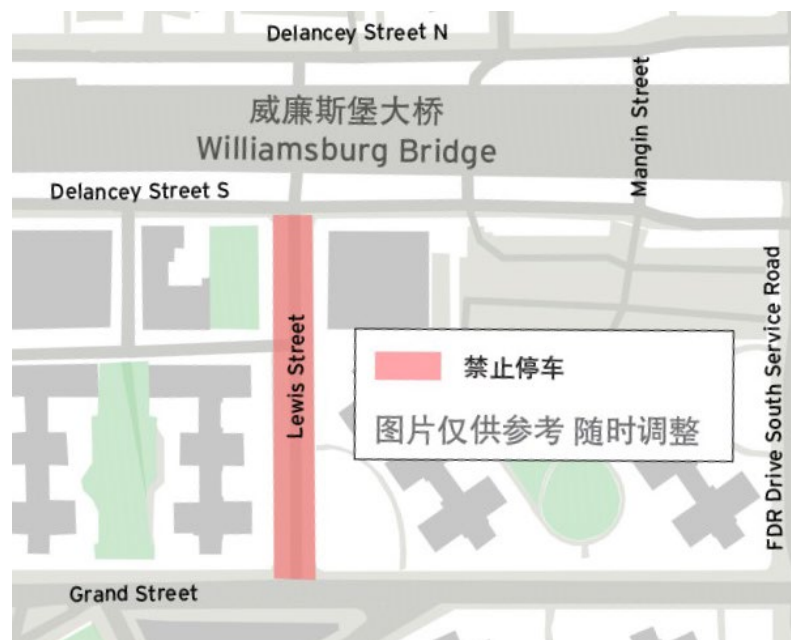 Delancey Street N
威廉斯堡大桥
Williamsburg Bridge
Mangin Street
Delancey Street S
Lewis Street
FDR Drive South Service Road
禁止停车
图片仅供参考 随时调整
Grand Street